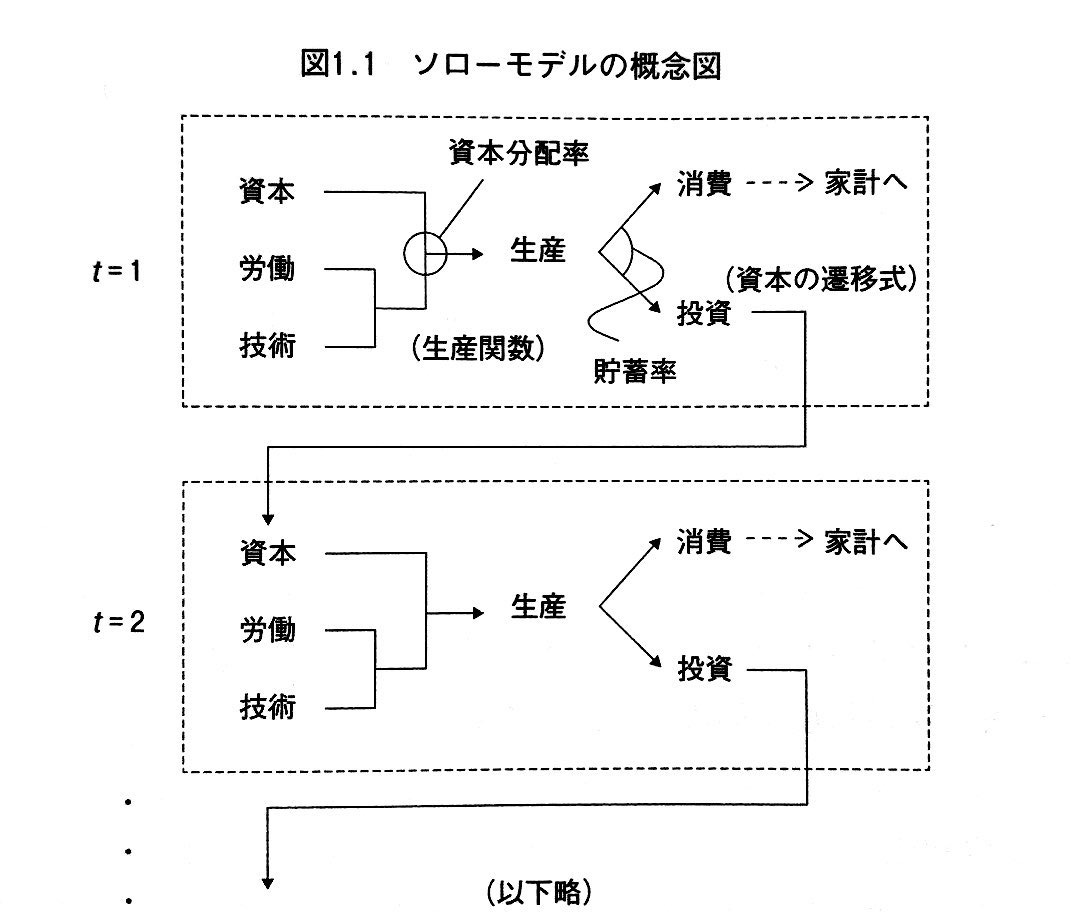 図1.1 ソローモデルの概念図
資本分配率
資本
消費
家計へ
t=1
労働
生産
(資本の遷移式)
投資
技術
(生産関数)
貯蓄率
資本
消費
家計へ
t=2
労働
生産
投資
技術
(以下略)